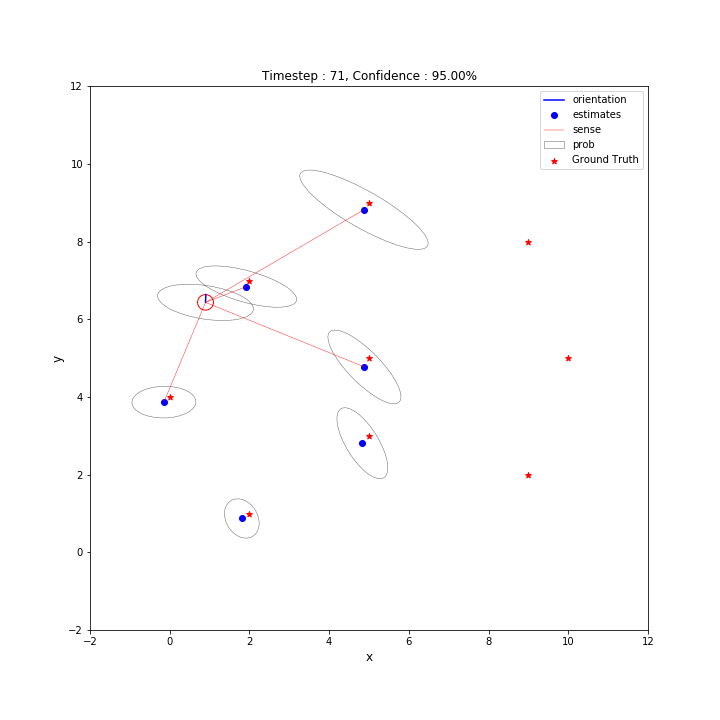 Timestep : 71, Confidence : 95.00%
orientation
estimates
sense
prob
Ground Truth
12
10
8
6
4
2
0
−2
y
−2 0 2 4 6 8 10 12
x